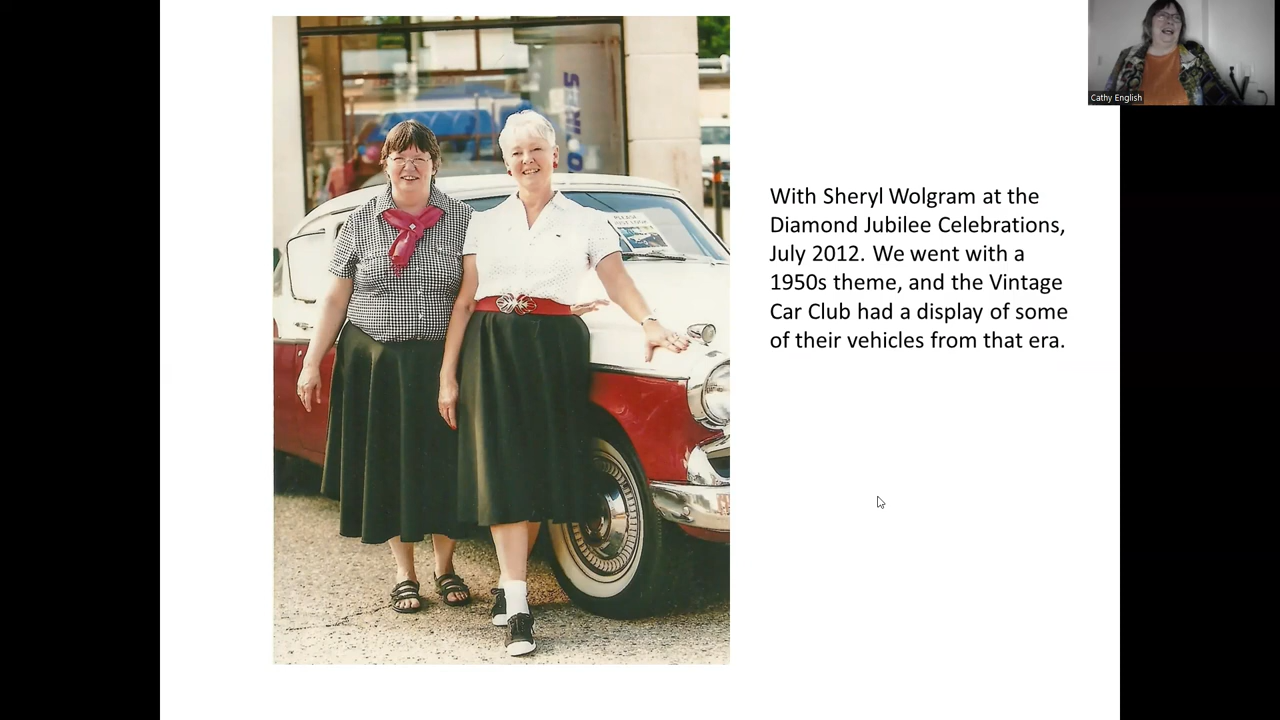 Cathy English
With Sheryl Wolgram at the
Diamond Jubilee Celebrations,
July 2012. We went with a
1950s theme, and the Vintage
Car Club had a display of some
of their vehicles from that era.